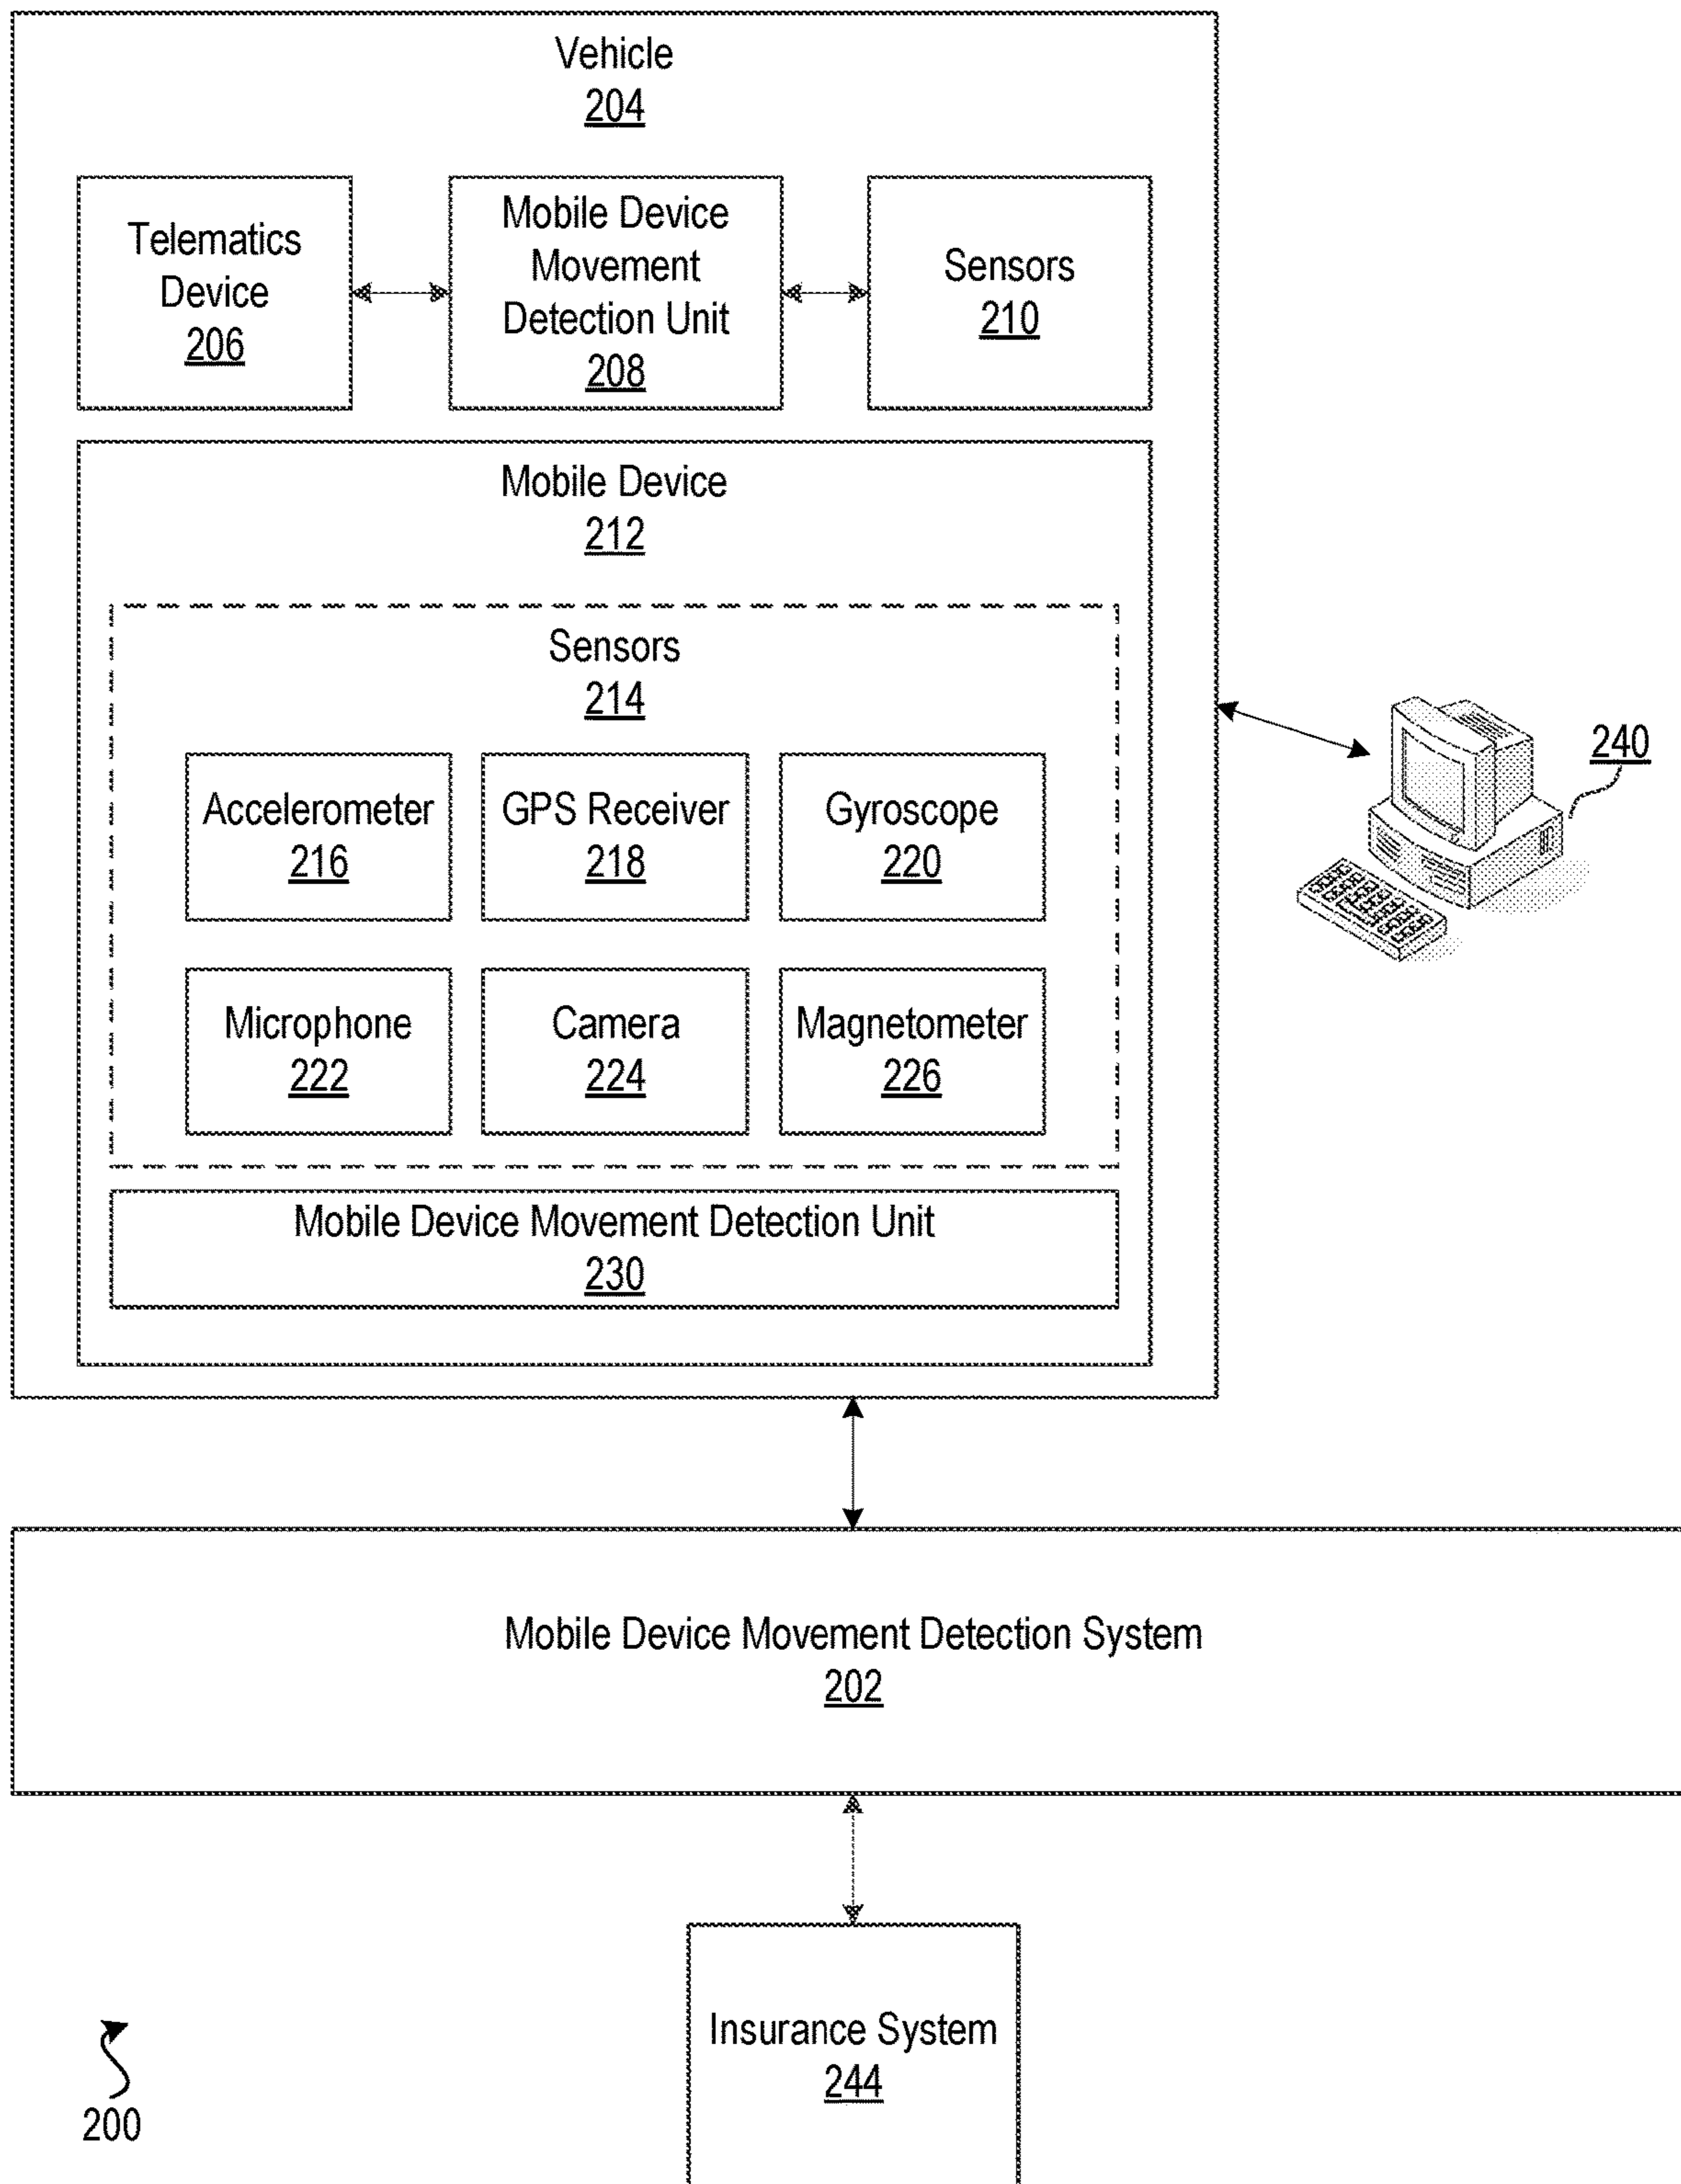 Vehicle
204
Telematics
Device
206
Mobile Device
Movement
Detection Unit
208
Sensors
210
Mobile Device
212
Sensors
214
Accelerometer
216
GPS Receiver
218
Gyroscope
220
Microphone
222
Camera
224
Magnetometer
226
Mobile Device Movement Detection Unit
230
240
Mobile Device Movement Detection System
202
Insurance System
244
200